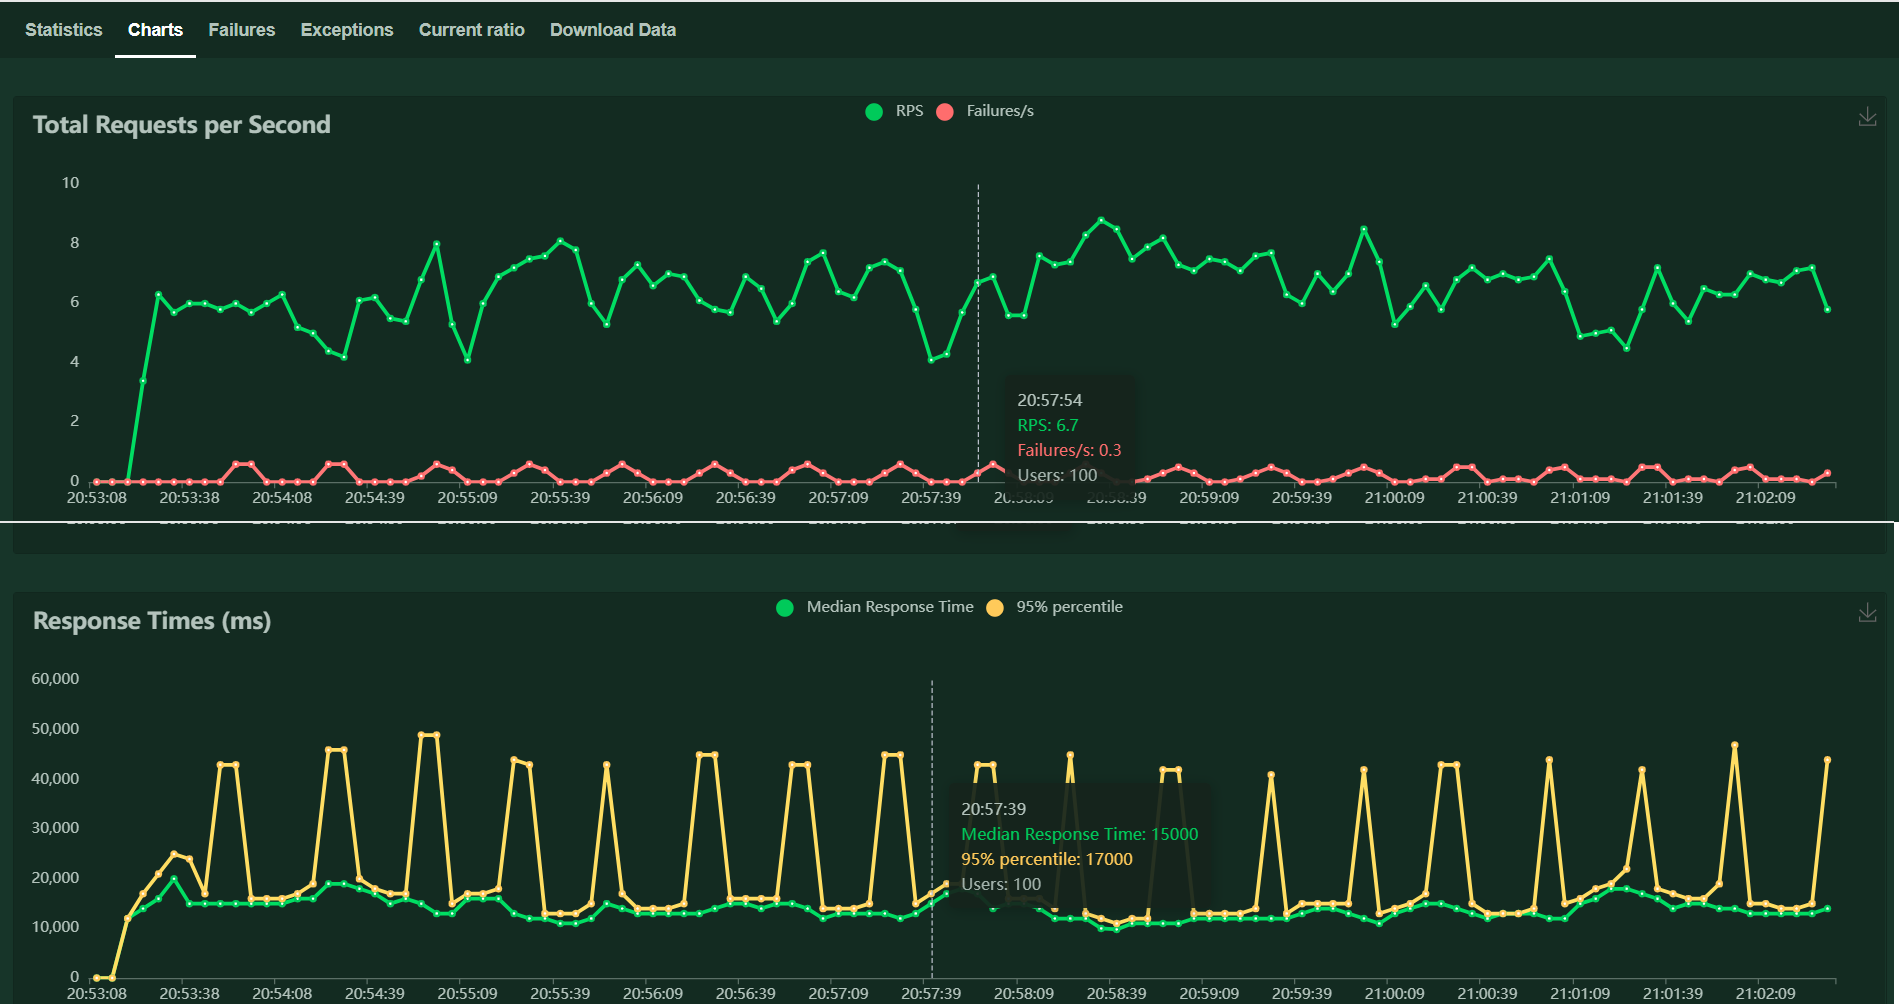 Statistics Charts Failures Exceptions Current ratio Download Data
Total Requests per Second
RPS Failures/s
10
8
6
4
2
0
20:57:54
RPS: 6.7
Failures/s: 0.3
Users: 100
20:53:08 20:53:38 20:54:08 20:54:39 20:55:09 20:55:39 20:56:09 20:56:39 20:57:09 20:57:39 20:58:09 20:58:39 20:59:09 20:59:39 21:00:09 21:00:39 21:01:09 21:01:39 21:02:09
Response Times (ms)
Median Response Time 95% percentile
60,000
50,000
40,000
30,000
20,000
10,000
0
20:57:39
Median Response Time: 15000
95% percentile: 17000
Users: 100
20:53:08 20:53:38 20:54:08 20:54:39 20:55:09 20:55:39 20:56:09 20:56:39 20:57:09 20:57:39 20:58:09 20:58:39 20:59:09 20:59:39 21:00:09 21:00:39 21:01:09 21:01:39 21:02:09